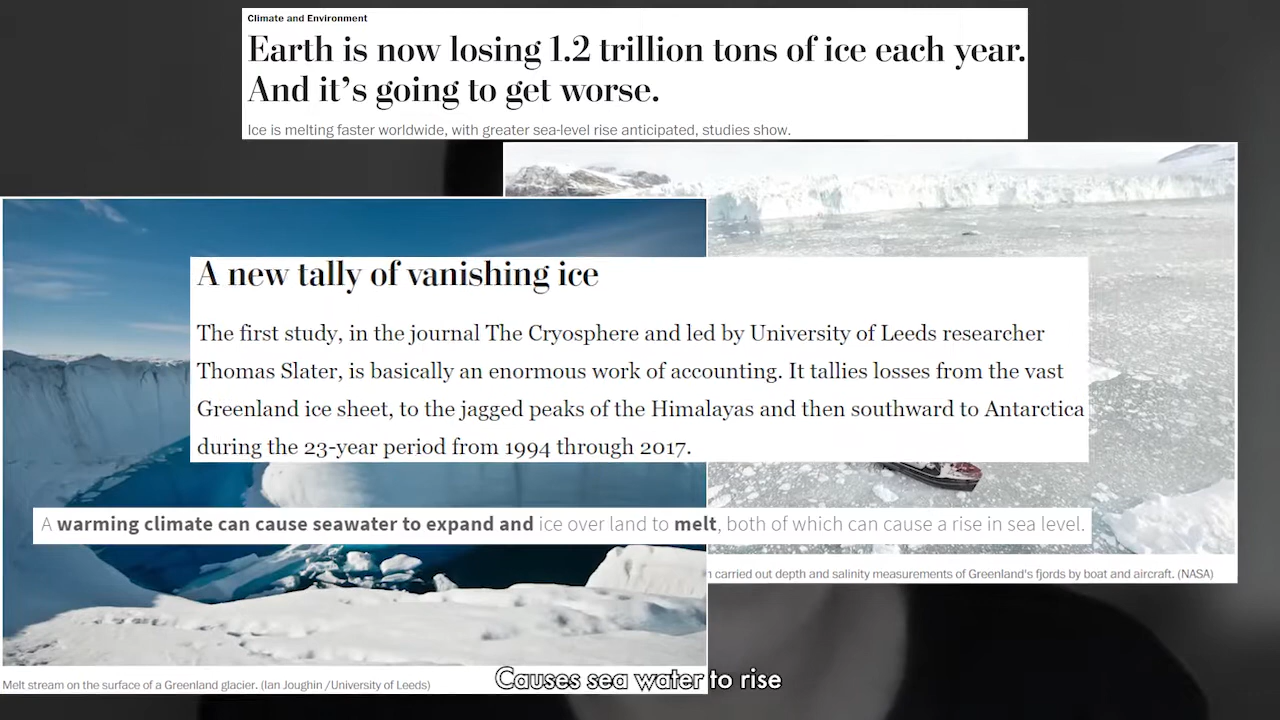 Climate and Environment
Earth is now losing 1.2 trillion tons of ice each year.
And it's going to get worse.
Ice is melting faster worldwide, with greater sea-level rise anticipated, studies show.
A new tally of vanishing ice
The first study, in the journal The Cryosphere and led by University of Leeds researcher
Thomas Slater, is basically an enormous work of accounting. It tallies losses from the vast
Greenland ice sheet, to the jagged peaks of the Himalayas and then southward to Antarctica
during the 23-year period from 1994 through 2017.
A warming climate can cause seawater to expand and ice over land to melt, both of which can cause a rise in sea level.
carried out depth and salinity measurements of Greenland's fjords by boat and aircraft. (NASA)
Causes sea water to rise
Melt stream on the surface of a Greenland glacier. (Ian Joughin /University of Leeds)